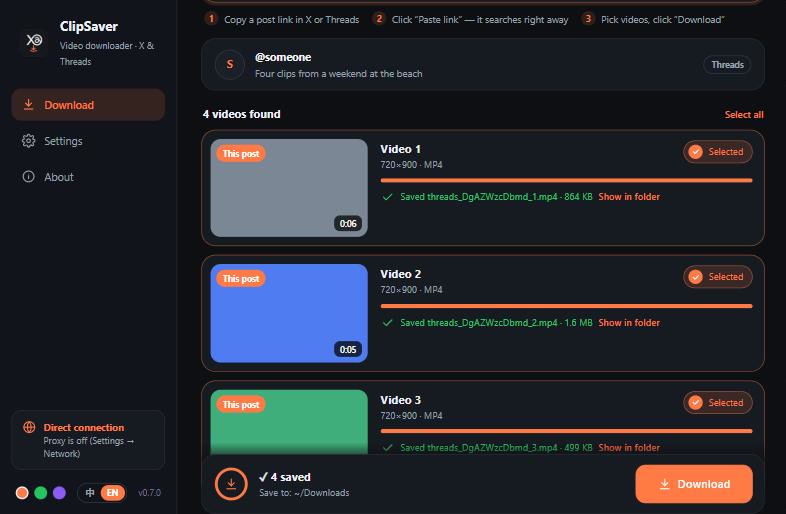 ClipSaver
Video downloader · X &
Threads
Download
Settings
About
Direct connection
Proxy is off (Settings →
Network)
中 EN v0.7.0
1 Copy a post link in X or Threads 2 Click “Paste link” — it searches right away 3 Pick videos, click “Download”
S
@someone
Four clips from a weekend at the beach
Threads
4 videos found
Select all
This post
0:06
Video 1
720×900 · MP4
Selected
Saved threads_DgAZWzcDbmd_1.mp4 · 864 KB Show in folder
This post
0:05
Video 2
720×900 · MP4
Selected
Saved threads_DgAZWzcDbmd_2.mp4 · 1.6 MB Show in folder
This post
Video 3
720×900 · MP4
Selected
Saved threads_DgAZWzcDbmd_3.mp4 · 499 KB Show in folder
✓ 4 saved
Save to: ~/Downloads
Download